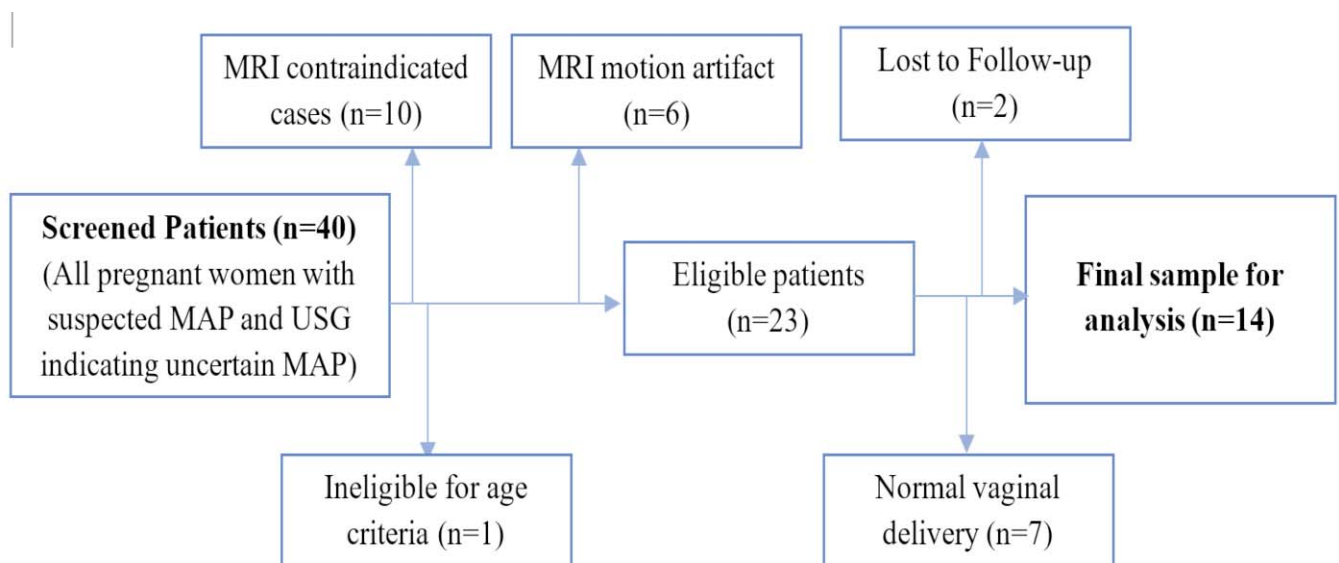 MRI contraindicated
cases (n=10)
MRI motion artifact
(n=6)
Lost to Follow-up
(n=2)
Screened Patients (n=40)
(All pregnant women with
suspected MAP and USG
indicating uncertain MAP)
Eligible patients
(n=23)
Final sample for
analysis (n=14)
Ineligible for age
criteria (n=1)
Normal vaginal
delivery (n=7)